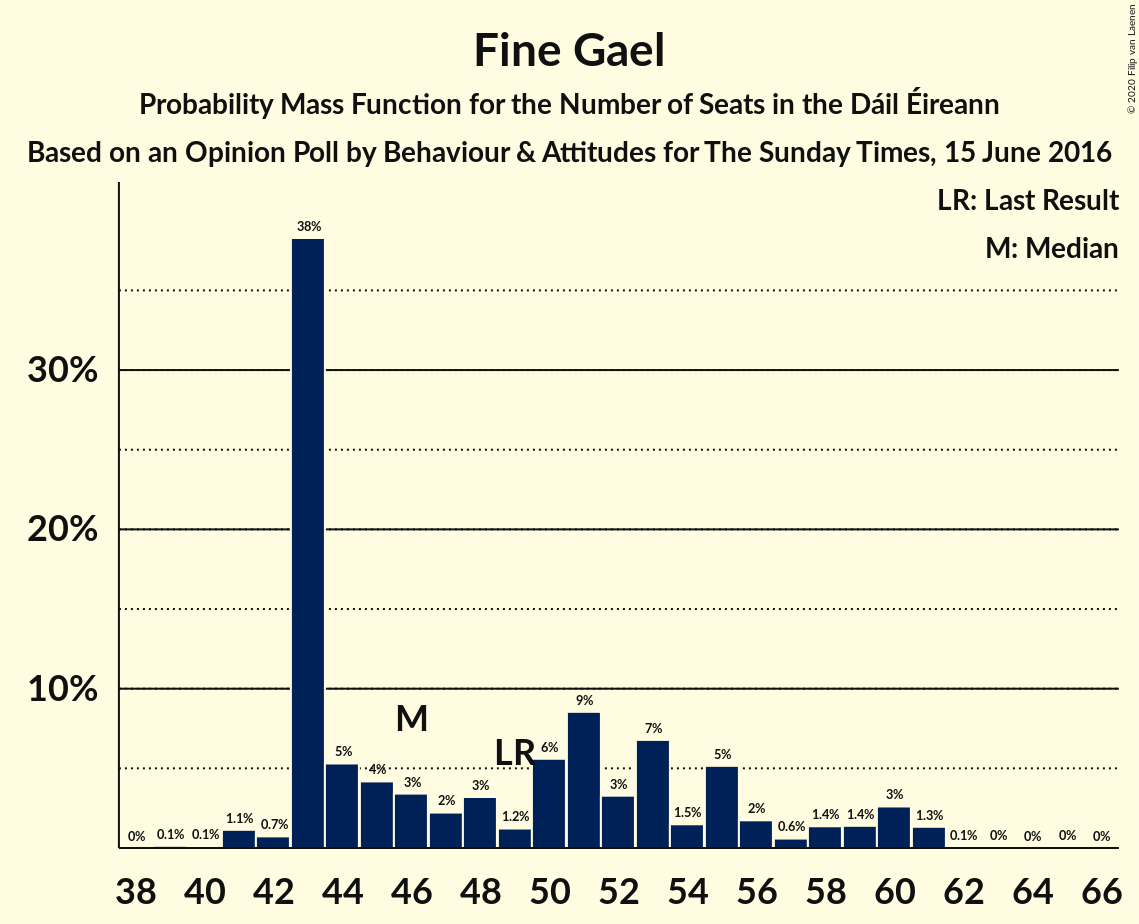 Fine Gael
Probability Mass Function for the Number of Seats in the Dáil Éireann
Based on an Opinion Poll by Behaviour & Attitudes for The Sunday Times, 15 June 2016
© 2020 Filip van Laenen
LR: Last Result
M: Median
30%
20%
10%
0% 0.1% 0.1% 1.1% 0.7% 38% 5% 4% 3% 2% 3% 1.2% 6% 9% 3% 7% 1.5% 5% 2% 0.6% 1.4% 1.4% 3% 1.3% 0.1% 0% 0% 0% 0%
M
LR
38 40 42 44 46 48 50 52 54 56 58 60 62 64 66